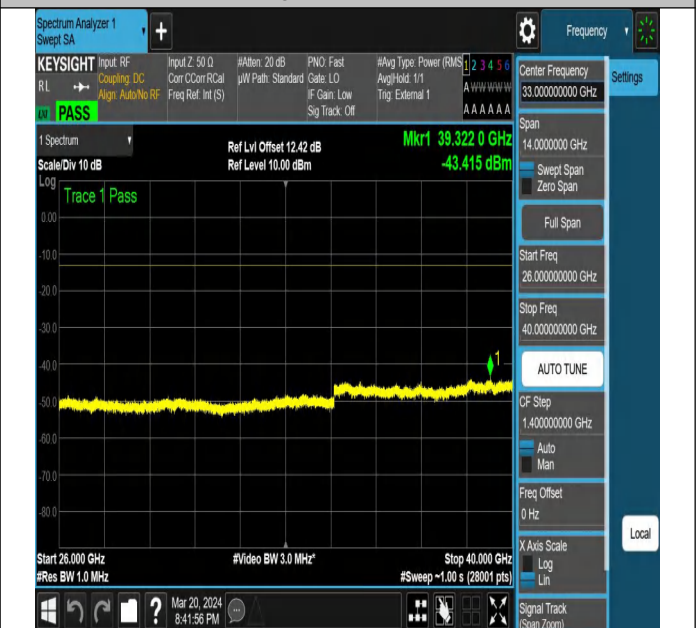 Spectrum Analyzer 1
Swept SA
+
Frequency
KEYSIGHT
RL
PASS
Input: RF
Coupling: DC
Align: Auto/No RF
Input Z: 50 Ω
Corr CCorr RCal
Freq Ref: Int (S)
#Atten: 20 dB
µW Path: Standard
PNO: Fast
Gate: LO
IF Gain: Low
Sig Track: Off
#Avg Type: Power (RMS
Avg|Hold: 1/1
Trig: External 1
1 2 3 4 5 6
A W W W W W
A A A A A A
1 Spectrum
Scale/Div 10 dB
Log
Ref Lvl Offset 12.42 dB
Ref Level 10.00 dBm
Mkr1 39.322 0 GHz
-43.415 dBm
Trace 1 Pass
0.00
-10.0
-20.0
-30.0
-40.0
-50.0
-60.0
-70.0
-80.0
1
Start 26.000 GHz
#Res BW 1.0 MHz
#Video BW 3.0 MHz*
Stop 40.000 GHz
#Sweep ~1.00 s (28001 pts)
?
Mar 20, 2024
8:41:56 PM
Center Frequency
33.000000000 GHz
Settings
Span
14.0000000 GHz
Swept Span
Zero Span
Full Span
Start Freq
26.000000000 GHz
Stop Freq
40.000000000 GHz
AUTO TUNE
CF Step
1.400000000 GHz
Auto
Man
Freq Offset
0 Hz
X Axis Scale
Log
Lin
Local
Signal Track
(Span Zoom)